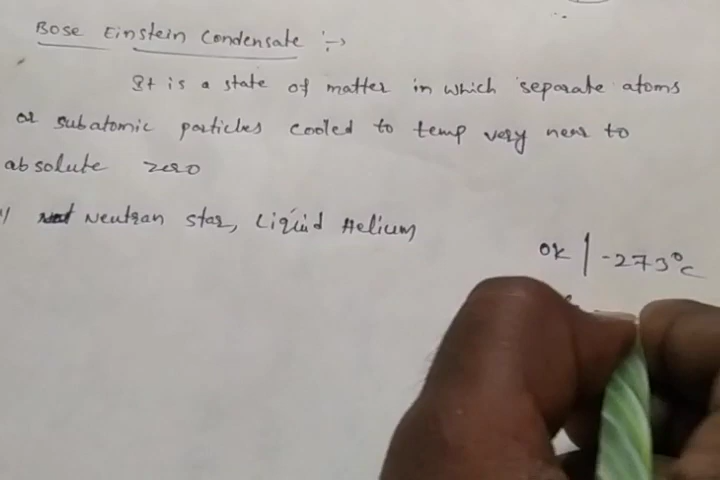 Bose Einstein Condensate :->
It is a state of matter in which separate atoms
or subatomic particles cooled to temp very near to
absolute zero
Neutran star, Liquid Helium
0K | -273°C